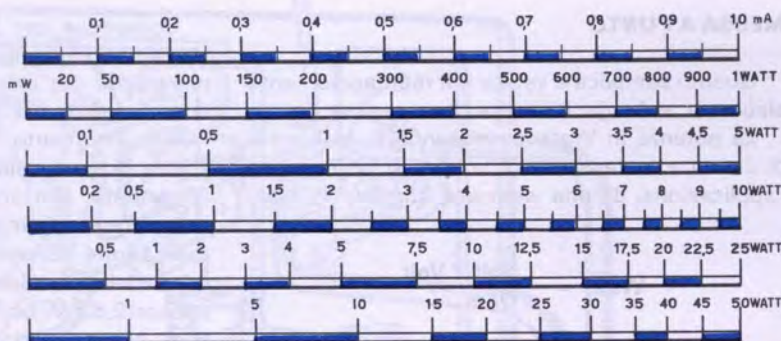 0,1 0,2 0,3 0,4 0,5 0,6 0,7 0,8 0,9 1,0 mA
mW 20 50 100 200 300 400 500 600 700 800 900 1WATT
0,1 0,5 1 1,5 2 2,5 3 3,5 4 4,5 5WATT
0,2 0,5 1 1,5 2 3 4 5 6 7 8 9 10WATT
0,5 1 2 3 4 5 7,5 10 12,5 15 17,5 20 22,5 25WATT
1 5 10 15 20 25 30 35 40 45 50WATT